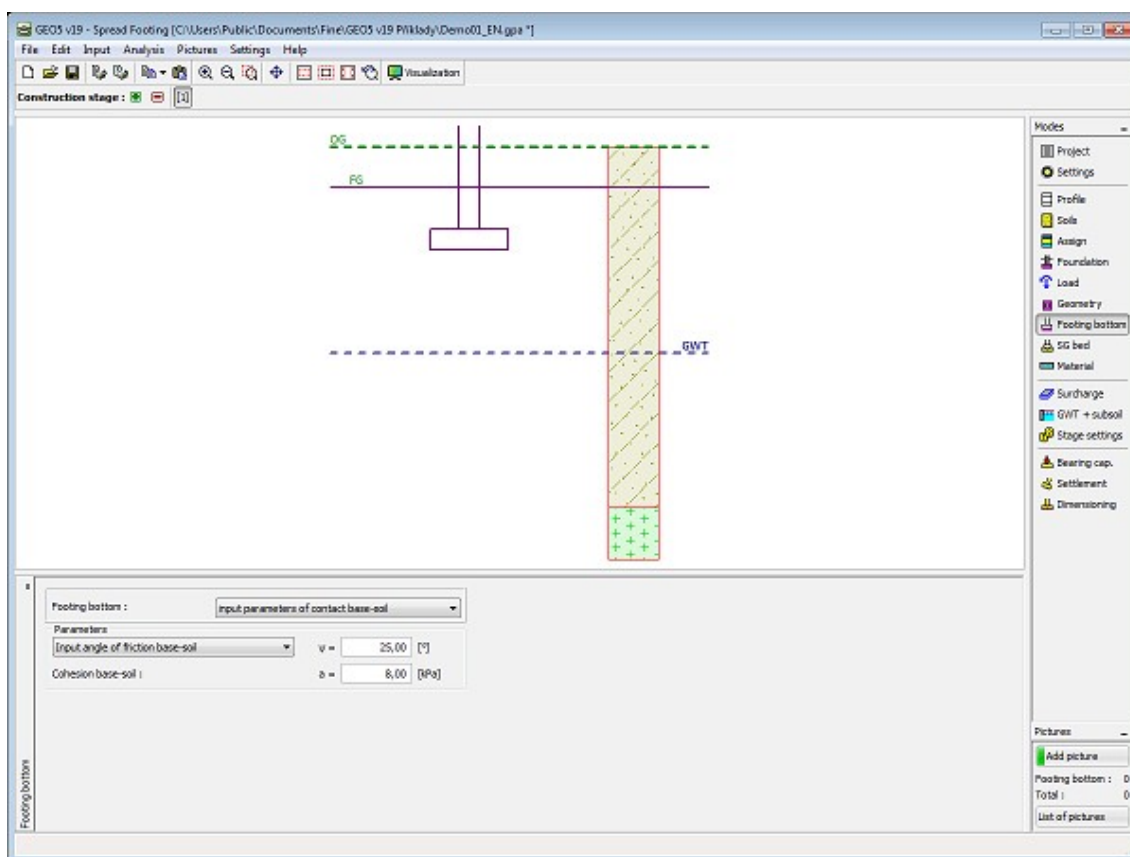 GEO5 v19 - Spread Footing [C:\Users\Public\Documents\Fine\GEO5 v19 Příklady\Demo01_EN.gpa *]
File Edit Input Analysis Pictures Settings Help
Visualization
Construction stage : [1]
OG
FG
GWT
Modes
Project
Settings
Profile
Soils
Assign
Foundation
Load
Geometry
Footing bottom
SG bed
Material
Surcharge
GWT + subsoil
Stage settings
Bearing cap.
Settlement
Dimensioning
Footing bottom : input parameters of contact base-soil
Parameters
Input angle of friction base-soil ψ = 25,00 [°]
Cohesion base-soil : a = 8,00 [kPa]
Footing bottom
Pictures
Add picture
Footing bottom : 0
Total : 0
List of pictures